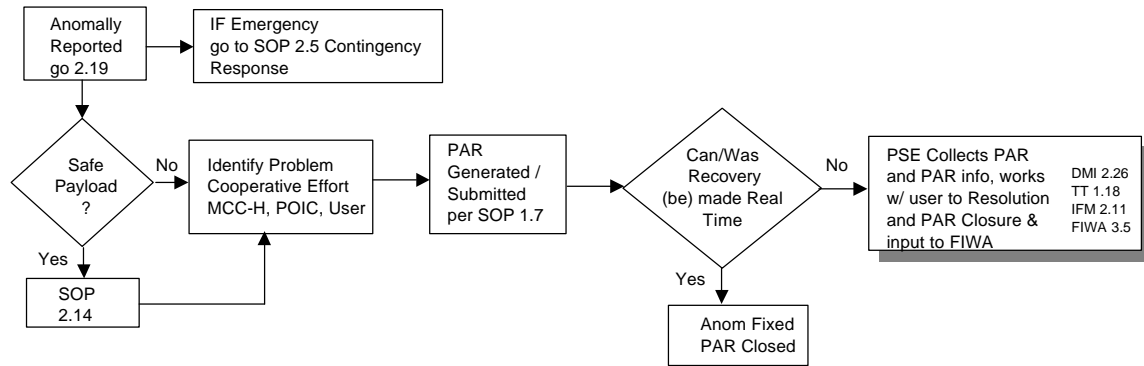 Anomally
Reported
go 2.19
IF Emergency
go to SOP 2.5 Contingency
Response
Safe
Payload
?
No
Yes
SOP
2.14
Identify Problem
Cooperative Effort
MCC-H, POIC, User
PAR
Generated /
Submitted
per SOP 1.7
Can/Was
Recovery
(be) made Real
Time
No
Yes
Anom Fixed
PAR Closed
PSE Collects PAR
and PAR info, works
w/ user to Resolution
and PAR Closure &
input to FIWA
DMI 2.26
TT 1.18
IFM 2.11
FIWA 3.5